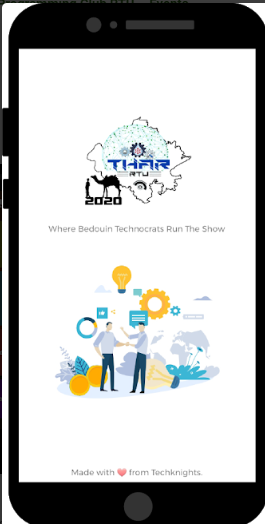 THAR
RTU
2020
Where Bedouin Technocrats Run The Show
Made with ❤ from Techknights.